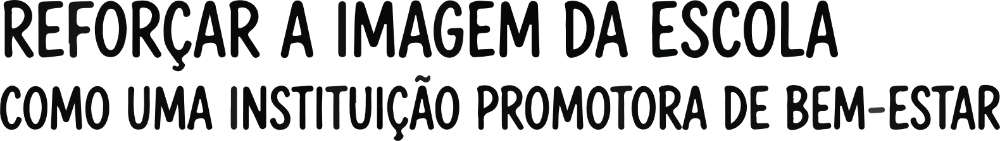 REFORÇAR A IMAGEM DA ESCOLA
COMO UMA INSTITUIÇÃO PROMOTORA DE BEM-ESTAR